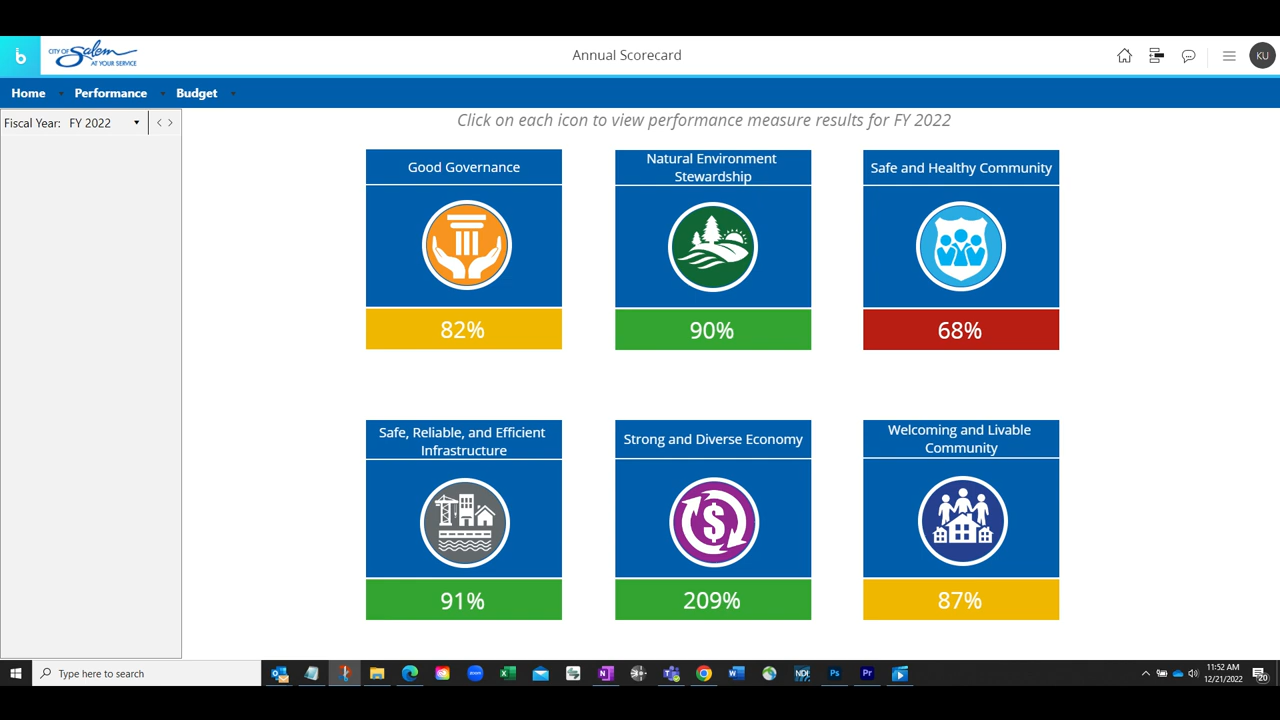 b
CITY OF Salem
AT YOUR SERVICE
Annual Scorecard
KU
Home Performance Budget
Fiscal Year: FY 2022
Click on each icon to view performance measure results for FY 2022
Good Governance
82%
Natural Environment
Stewardship
90%
Safe and Healthy Community
68%
Safe, Reliable, and Efficient
Infrastructure
91%
Strong and Diverse Economy
$
209%
Welcoming and Livable
Community
87%
Type here to search
NDI
Ps
Pr
11:52 AM
12/21/2022
20